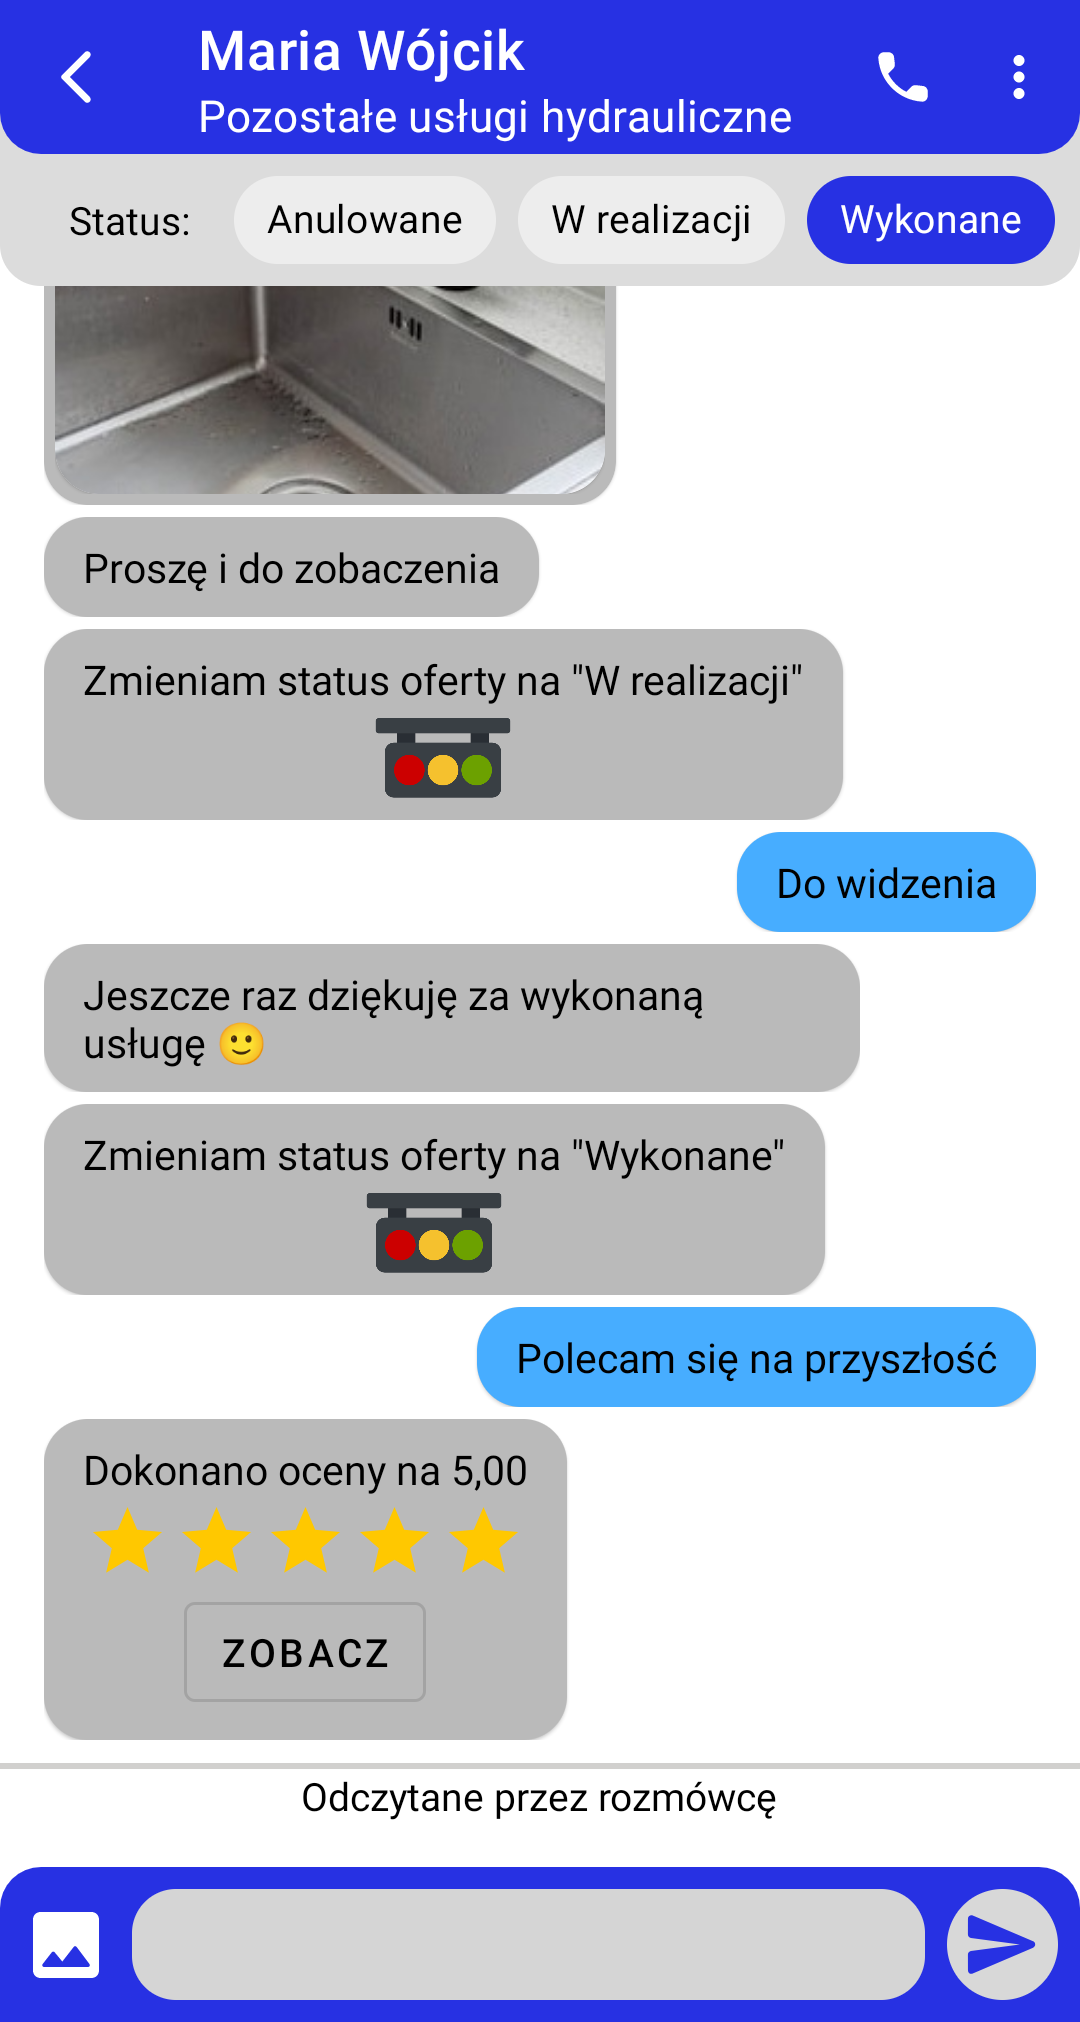 Maria Wójcik
Pozostałe usługi hydrauliczne
Status:
Anulowane
W realizacji
Wykonane
Proszę i do zobaczenia
Zmieniam status oferty na "W realizacji"
Do widzenia
Jeszcze raz dziękuję za wykonaną
usługę 🙂
Zmieniam status oferty na "Wykonane"
Polecam się na przyszłość
Dokonano oceny na 5,00
ZOBACZ
Odczytane przez rozmówcę